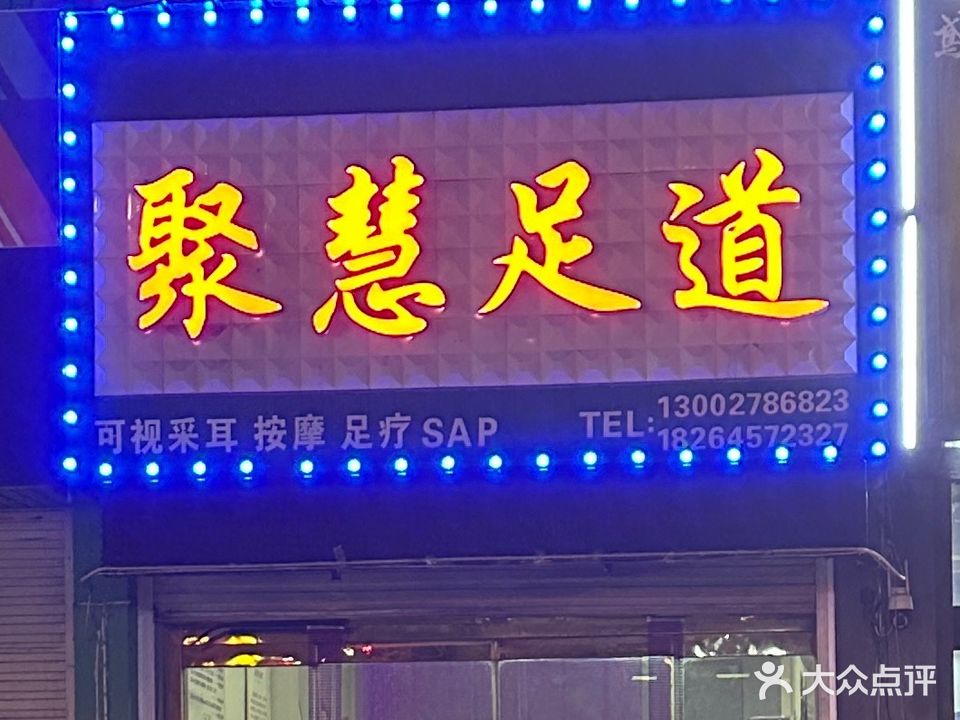 聚慧足道
可视采耳 按摩 足疗SAP
TEL:
13002786823
18264572327
大众点评